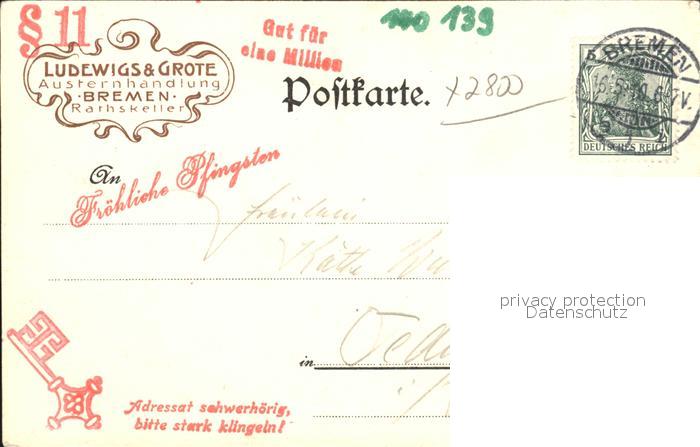 § 11
LUDEWIGS & GROTE
Austernhandlung
· BREMEN ·
Rathskeller
Gut für
eine Million
110 139
Postkarte.
+2800
BREMEN
DEUTSCHES REICH
An
Fröhliche Pfingsten
Fräulein
Käthe
in
privacy protection
Datenschutz
Adressat schwerhörig,
bitte stark klingeln!